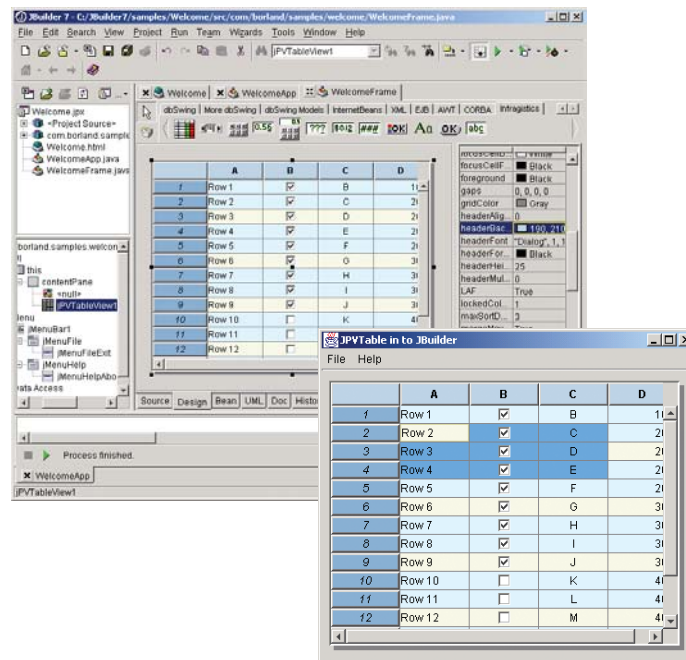 JBuilder 7 - C:/JBuilder7/samples/Welcome/src/com/borland/samples/welcome/WelcomeFrame.java
File Edit Search View Project Run Team Wizards Tools Window Help
jPVTableView1
Welcome WelcomeApp WelcomeFrame
dbSwing More dbSwing dbSwing Models InternetBeans XML EJB AWT CORBA Infragistics
Welcome.jpx
<Project Source>
com.borland.sample
Welcome.html
WelcomeApp.java
WelcomeFrame.java
A B C D
1 Row 1 B
2 Row 2 C
3 Row 3 D
4 Row 4 E
5 Row 5 F
6 Row 6 G
7 Row 7 H
8 Row 8 I
9 Row 9 J
10 Row 10 K
11 Row 11
12 Row 12
focusCellF... Black
foreground Black
gaps 0, 0, 0, 0
gridColor Gray
headerAlig... 0
headerBac... 190, 210
headerFont "Dialog", 1, 1
headerFor... Black
headerHei... 25
headerMul... 0
LAF True
lockedCol... 1
maxSortD... 3
borland.samples.welcon
this
contentPane
<null>
jPVTableView1
jMenuBar1
jMenuFile
jMenuFileExit
jMenuHelp
jMenuHelpAbo
Source Design Bean UML Doc Histo
Process finished.
WelcomeApp
jPVTableView1
JPVTable in to JBuilder
File Help
A B C D
1 Row 1 B
2 Row 2 C
3 Row 3 D
4 Row 4 E
5 Row 5 F
6 Row 6 G
7 Row 7 H
8 Row 8 I
9 Row 9 J
10 Row 10 K
11 Row 11 L
12 Row 12 M